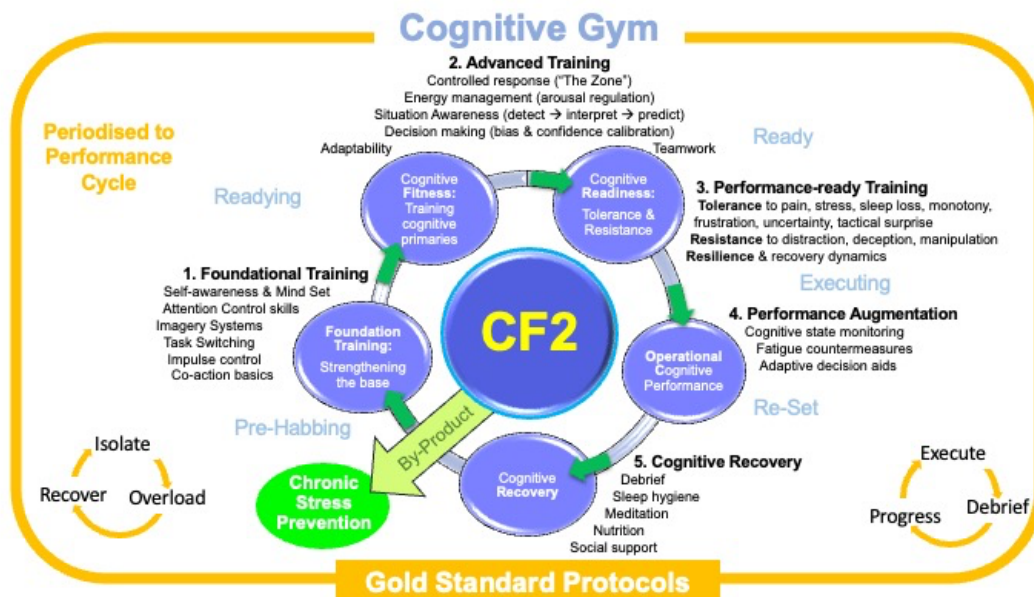 Cognitive Gym
2. Advanced Training
Controlled response (“The Zone”)
Energy management (arousal regulation)
Situation Awareness (detect → interpret → predict)
Decision making (bias & confidence calibration)
Adaptability
Teamwork
Periodised to
Performance
Cycle
Readying
Ready
Cognitive
Fitness:
Training
cognitive
primaries
Cognitive
Readiness:
Tolerance &
Resistance
3. Performance-ready Training
Tolerance to pain, stress, sleep loss, monotony,
frustration, uncertainty, tactical surprise
Resistance to distraction, deception, manipulation
Resilience & recovery dynamics
Executing
1. Foundational Training
Self-awareness & Mind Set
Attention Control skills
Imagery Systems
Task Switching
Impulse control
Co-action basics
Foundation
Training:
Strengthening
the base
CF2
4. Performance Augmentation
Cognitive state monitoring
Fatigue countermeasures
Adaptive decision aids
Operational
Cognitive
Performance
Re-Set
Pre-Habbing
By-Product
Chronic
Stress
Prevention
Cognitive
Recovery
5. Cognitive Recovery
Debrief
Sleep hygiene
Meditation
Nutrition
Social support
Isolate
Recover
Overload
Execute
Progress
Debrief
Gold Standard Protocols